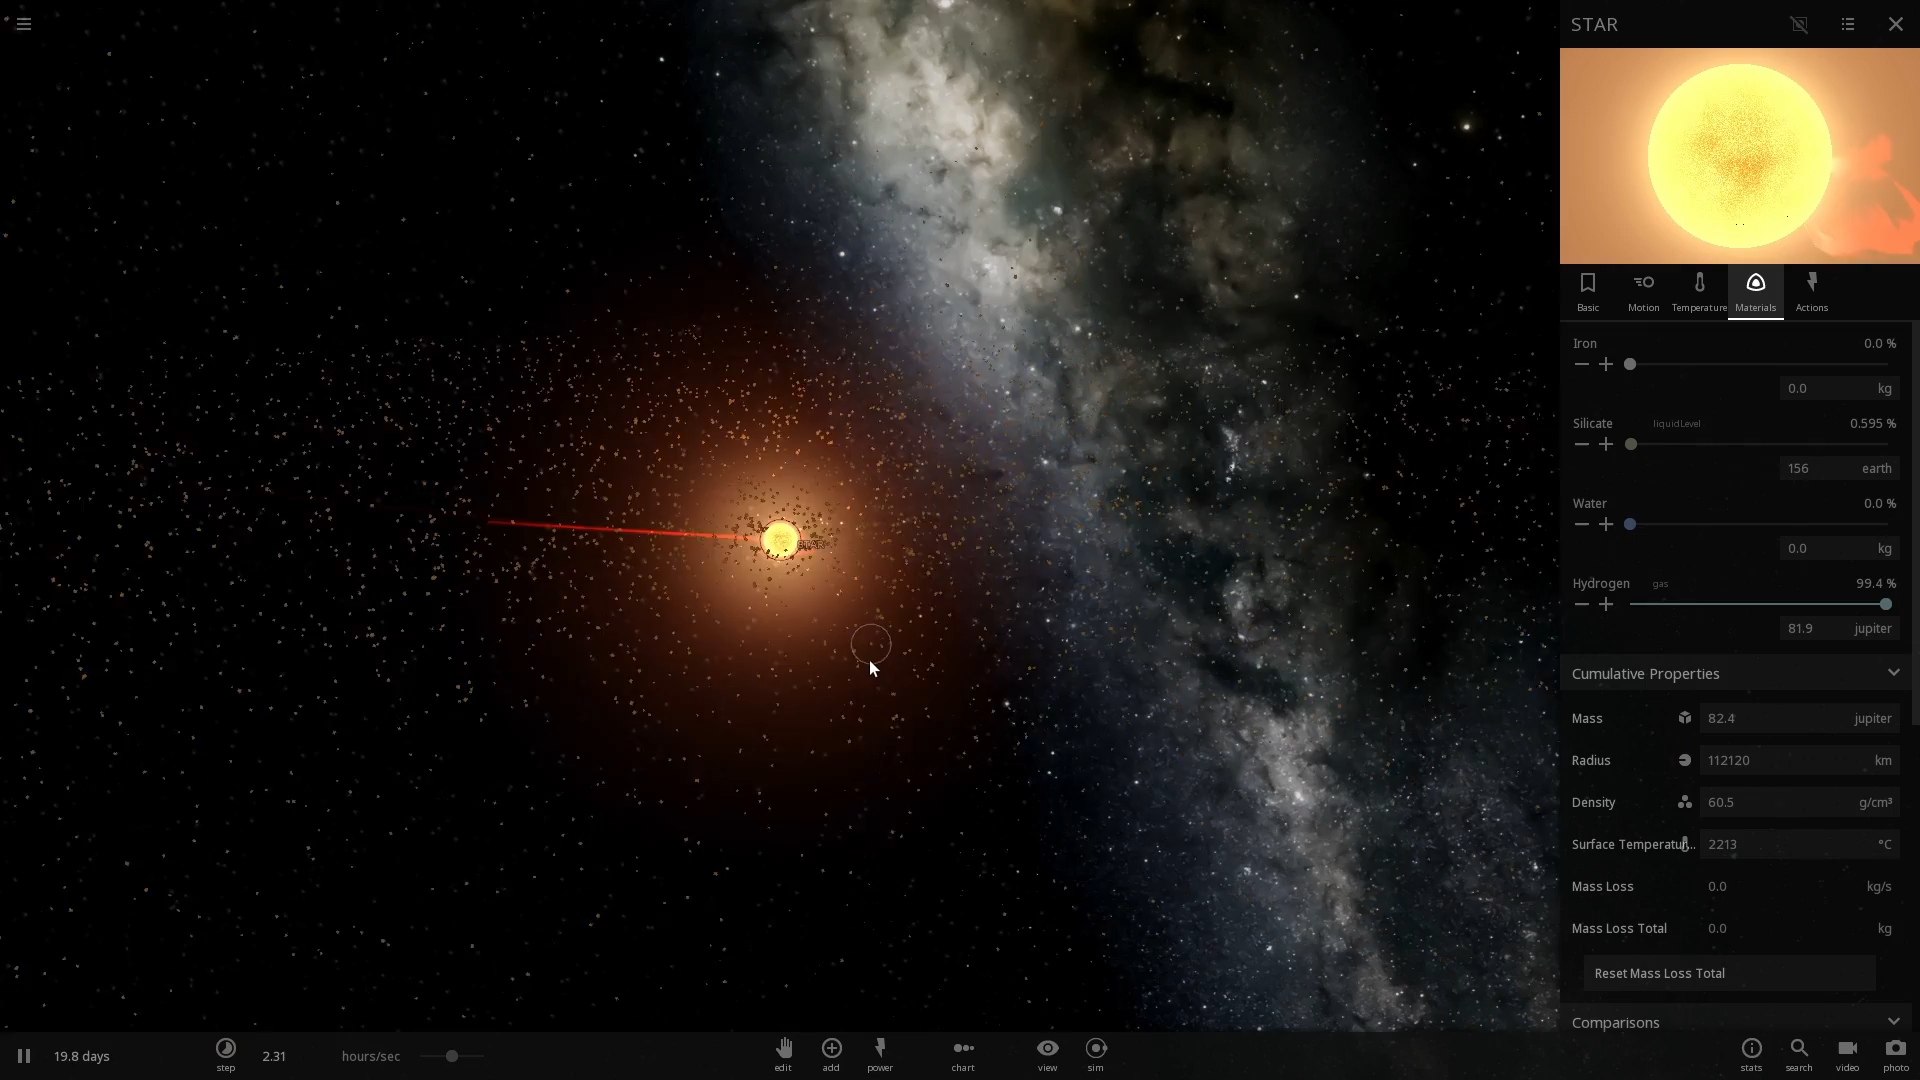 STAR
Basic
Motion
Temperature
Materials
Actions
Iron 0.0 %
0.0 kg
Silicate liquidLevel 0.595 %
156 earth
Water 0.0 %
0.0 kg
Hydrogen gas 99.4 %
81.9 jupiter
Cumulative Properties
Mass 82.4 jupiter
Radius 112120 km
Density 60.5 g/cm³
Surface Temperatur... 2213 °C
Mass Loss 0.0 kg/s
Mass Loss Total 0.0 kg
Reset Mass Loss Total
Comparisons
STAR
19.8 days
step
2.31 hours/sec
edit
add
power
chart
view
sim
stats
search
video
photo